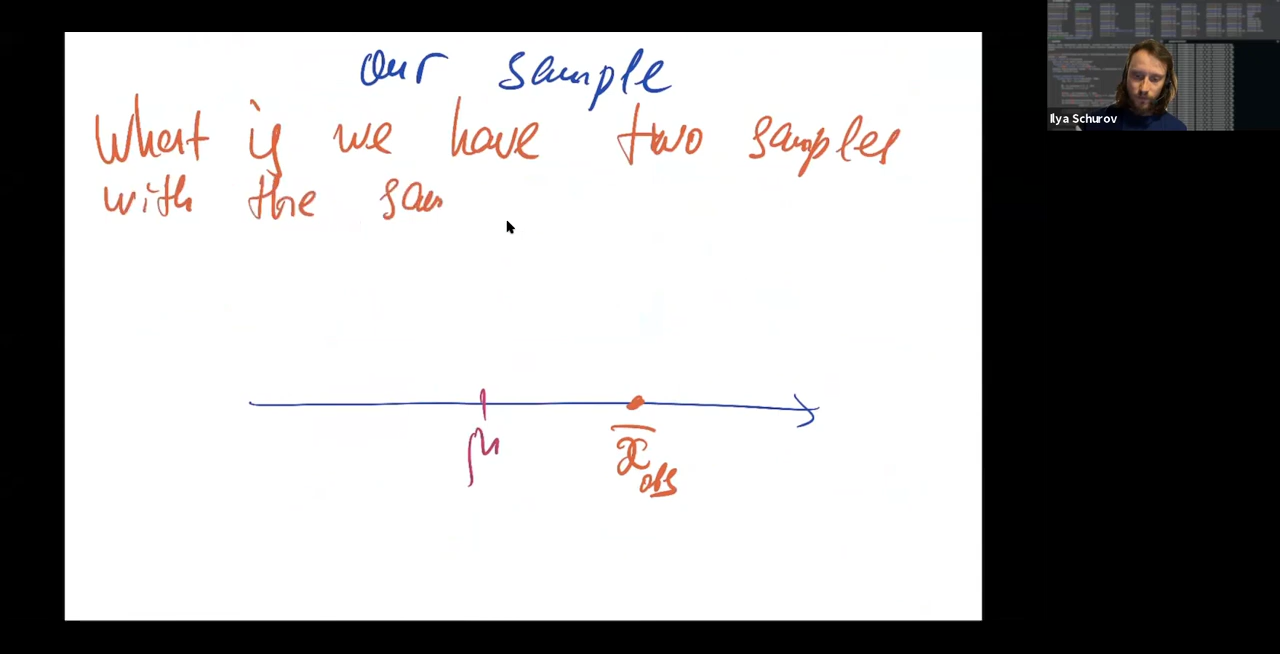 our sample
What if we have two samples
with the sam
μ
x̄ obs
Ilya Schurov